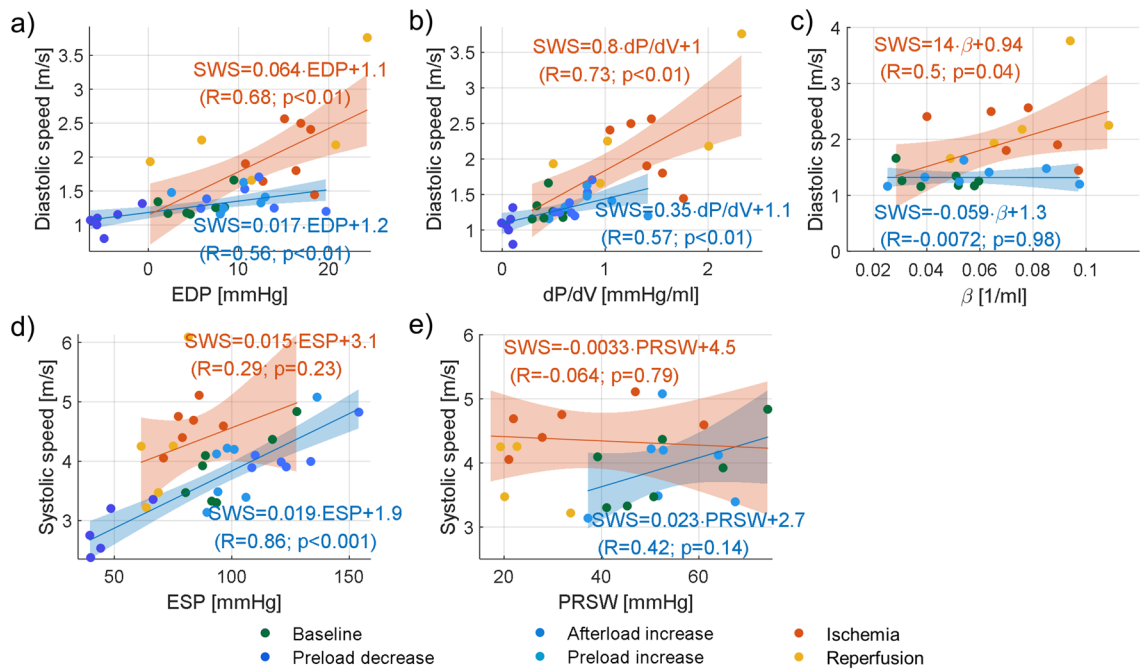 a)
Diastolic speed [m/s]
3.5
3
2.5
2
1.5
1
SWS=0.064·EDP+1.1
(R=0.68; p<0.01)
SWS=0.017·EDP+1.2
(R=0.56; p<0.01)
0
10
20
EDP [mmHg]
b)
Diastolic speed [m/s]
3.5
3
2.5
2
1.5
1
SWS=0.8·dP/dV+1
(R=0.73; p<0.01)
SWS=0.35·dP/dV+1.1
(R=0.57; p<0.01)
0
1
2
dP/dV [mmHg/ml]
c)
Diastolic speed [m/s]
4
3
2
1
0
SWS=14·β+0.94
(R=0.5; p=0.04)
SWS=-0.059·β+1.3
(R=-0.0072; p=0.98)
0.02
0.04
0.06
0.08
0.1
β [1/ml]
d)
Systolic speed [m/s]
6
5
4
3
SWS=0.015·ESP+3.1
(R=0.29; p=0.23)
SWS=0.019·ESP+1.9
(R=0.86; p<0.001)
50
100
150
ESP [mmHg]
e)
Systolic speed [m/s]
6
5
4
3
SWS=-0.0033·PRSW+4.5
(R=-0.064; p=0.79)
SWS=0.023·PRSW+2.7
(R=0.42; p=0.14)
20
40
60
PRSW [mmHg]
Baseline
Afterload increase
Ischemia
Preload decrease
Preload increase
Reperfusion